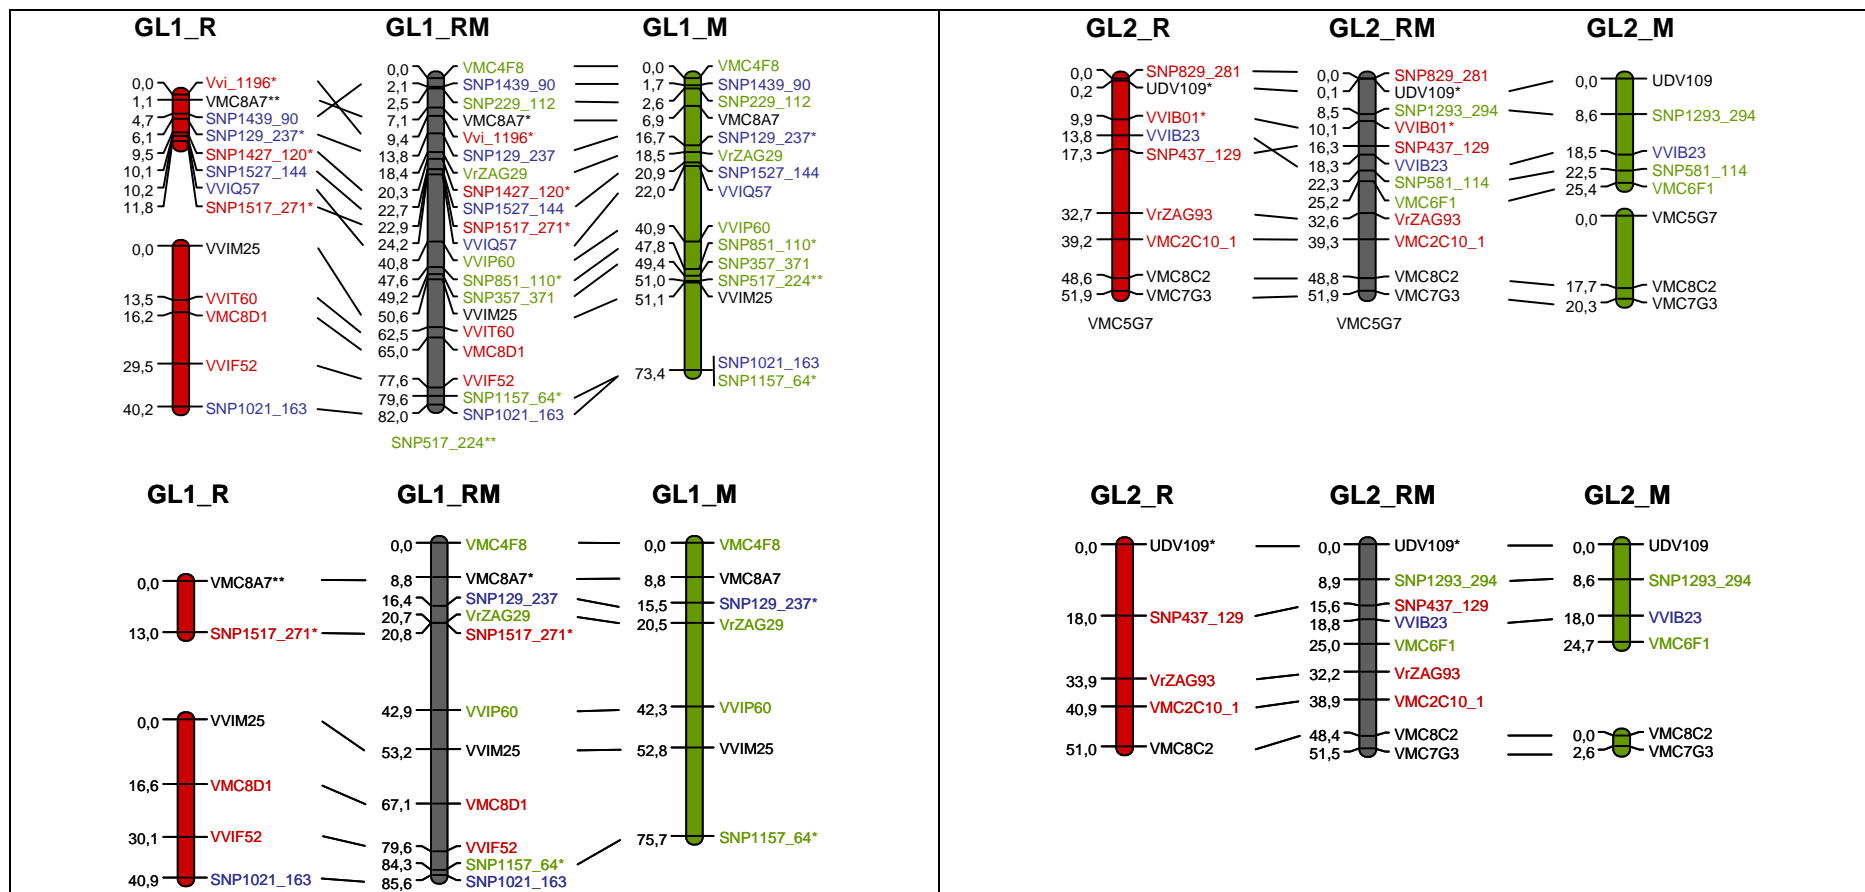 GL1_R
0,0 Vvi_1196*
1,1 VMC8A7**
4,7 SNP1439_90
6,1 SNP129_237*
9,5 SNP1427_120*
10,1 SNP1527_144
10,2 VVIQ57
11,8 SNP1517_271*
0,0 VVIM25
13,5 VVIT60
16,2 VMC8D1
29,5 VVIF52
40,2 SNP1021_163
GL1_RM
0,0 VMC4F8
2,1 SNP1439_90
2,5 SNP229_112
7,1 VMC8A7*
9,4 Vvi_1196*
13,8 SNP129_237
18,4 VrZAG29
20,3 SNP1427_120*
22,7 SNP1527_144
22,9 SNP1517_271*
24,2 VVIQ57
40,8 VVIP60
47,6 SNP851_110*
49,2 SNP357_371
50,6 VVIM25
62,5 VVIT60
65,0 VMC8D1
77,6 VVIF52
79,6 SNP1157_64*
82,0 SNP1021_163
SNP517_224**
GL1_M
0,0 VMC4F8
1,7 SNP1439_90
2,6 SNP229_112
6,9 VMC8A7
16,7 SNP129_237*
18,5 VrZAG29
20,9 SNP1527_144
22,0 VVIQ57
40,9 VVIP60
47,8 SNP851_110*
49,4 SNP357_371
51,0 SNP517_224**
51,1 VVIM25
73,4 SNP1021_163
SNP1157_64*
GL2_R
0,0 SNP829_281
0,2 UDV109*
9,9 VVIB01*
13,8 VVIB23
17,3 SNP437_129
32,7 VrZAG93
39,2 VMC2C10_1
48,6 VMC8C2
51,9 VMC7G3
VMC5G7
GL2_RM
0,0 SNP829_281
0,1 UDV109*
8,5 SNP1293_294
10,1 VVIB01*
16,3 SNP437_129
18,3 VVIB23
22,3 SNP581_114
25,2 VMC6F1
32,6 VrZAG93
39,3 VMC2C10_1
48,8 VMC8C2
51,9 VMC7G3
VMC5G7
GL2_M
0,0 UDV109
8,6 SNP1293_294
18,5 VVIB23
22,5 SNP581_114
25,4 VMC6F1
0,0 VMC5G7
17,7 VMC8C2
20,3 VMC7G3
GL1_R
0,0 VMC8A7**
13,0 SNP1517_271*
0,0 VVIM25
16,6 VMC8D1
30,1 VVIF52
40,9 SNP1021_163
GL1_RM
0,0 VMC4F8
8,8 VMC8A7*
16,4 SNP129_237
20,7 VrZAG29
20,8 SNP1517_271*
42,9 VVIP60
53,2 VVIM25
67,1 VMC8D1
79,6 VVIF52
84,3 SNP1157_64*
85,6 SNP1021_163
GL1_M
0,0 VMC4F8
8,8 VMC8A7
15,5 SNP129_237*
20,5 VrZAG29
42,3 VVIP60
52,8 VVIM25
75,7 SNP1157_64*
GL2_R
0,0 UDV109*
18,0 SNP437_129
33,9 VrZAG93
40,9 VMC2C10_1
51,0 VMC8C2
GL2_RM
0,0 UDV109*
8,9 SNP1293_294
15,6 SNP437_129
18,8 VVIB23
25,0 VMC6F1
32,2 VrZAG93
38,9 VMC2C10_1
48,4 VMC8C2
51,5 VMC7G3
GL2_M
0,0 UDV109
8,6 SNP1293_294
18,0 VVIB23
24,7 VMC6F1
0,0 VMC8C2
2,6 VMC7G3